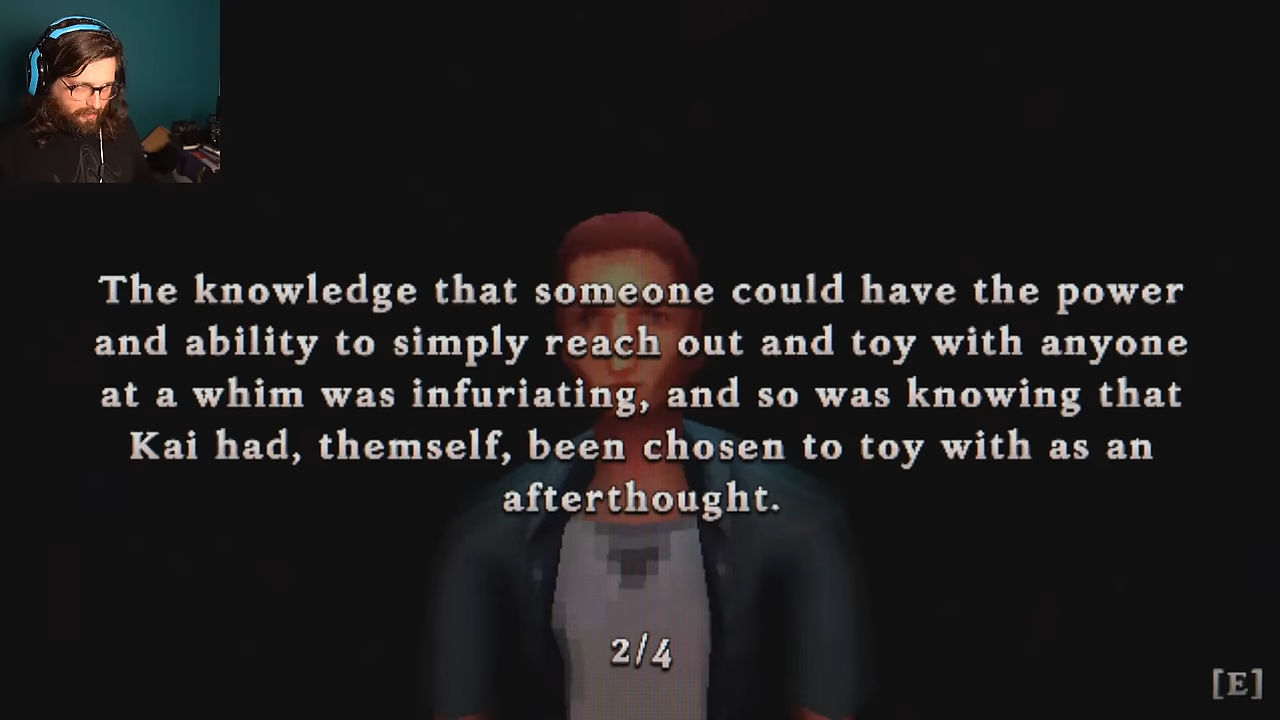 The knowledge that someone could have the power
and ability to simply reach out and toy with anyone
at a whim was infuriating, and so was knowing that
Kai had, themself, been chosen to toy with as an
afterthought.
2/4
[E]